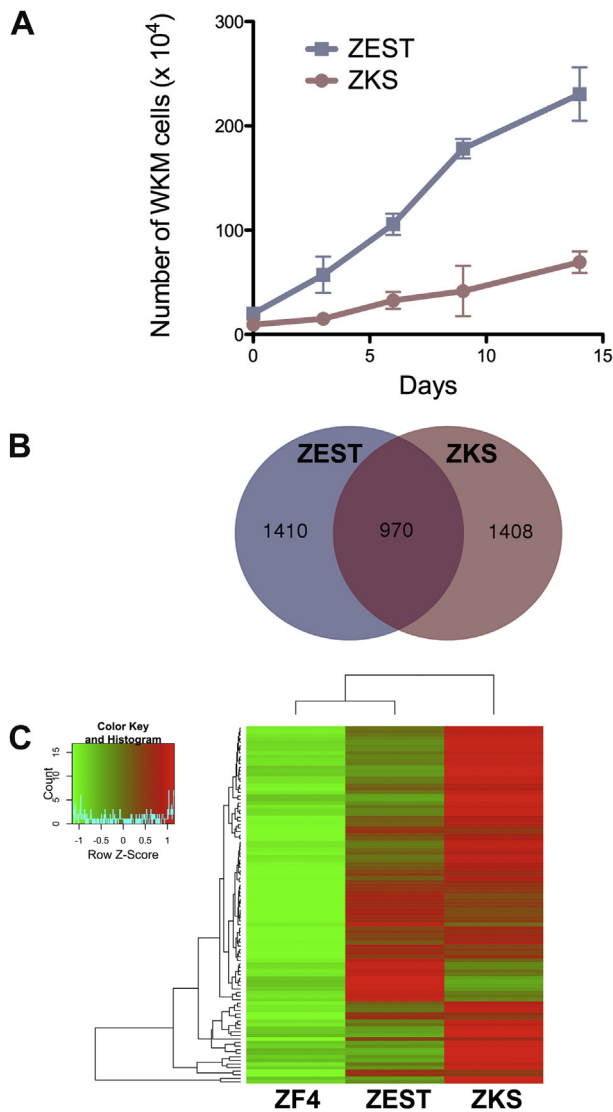 A
Number of WKM cells (x 10⁴)
300
200
100
0
ZEST
ZKS
0
5
10
15
Days
B
ZEST
ZKS
1410
970
1408
C
Color Key
and Histogram
Count
15
10
5
0
-1
-0.5
0
0.5
1
Row Z-Score
ZF4
ZEST
ZKS